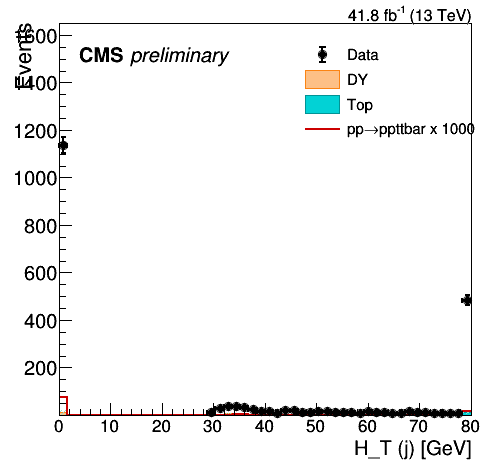 41.8 fb-1 (13 TeV)
CMS preliminary
Events
Data
DY
Top
pp→ppttbar x 1000
1600
1400
1200
1000
800
600
400
200
0 10 20 30 40 50 60 70 80
H_T (j) [GeV]